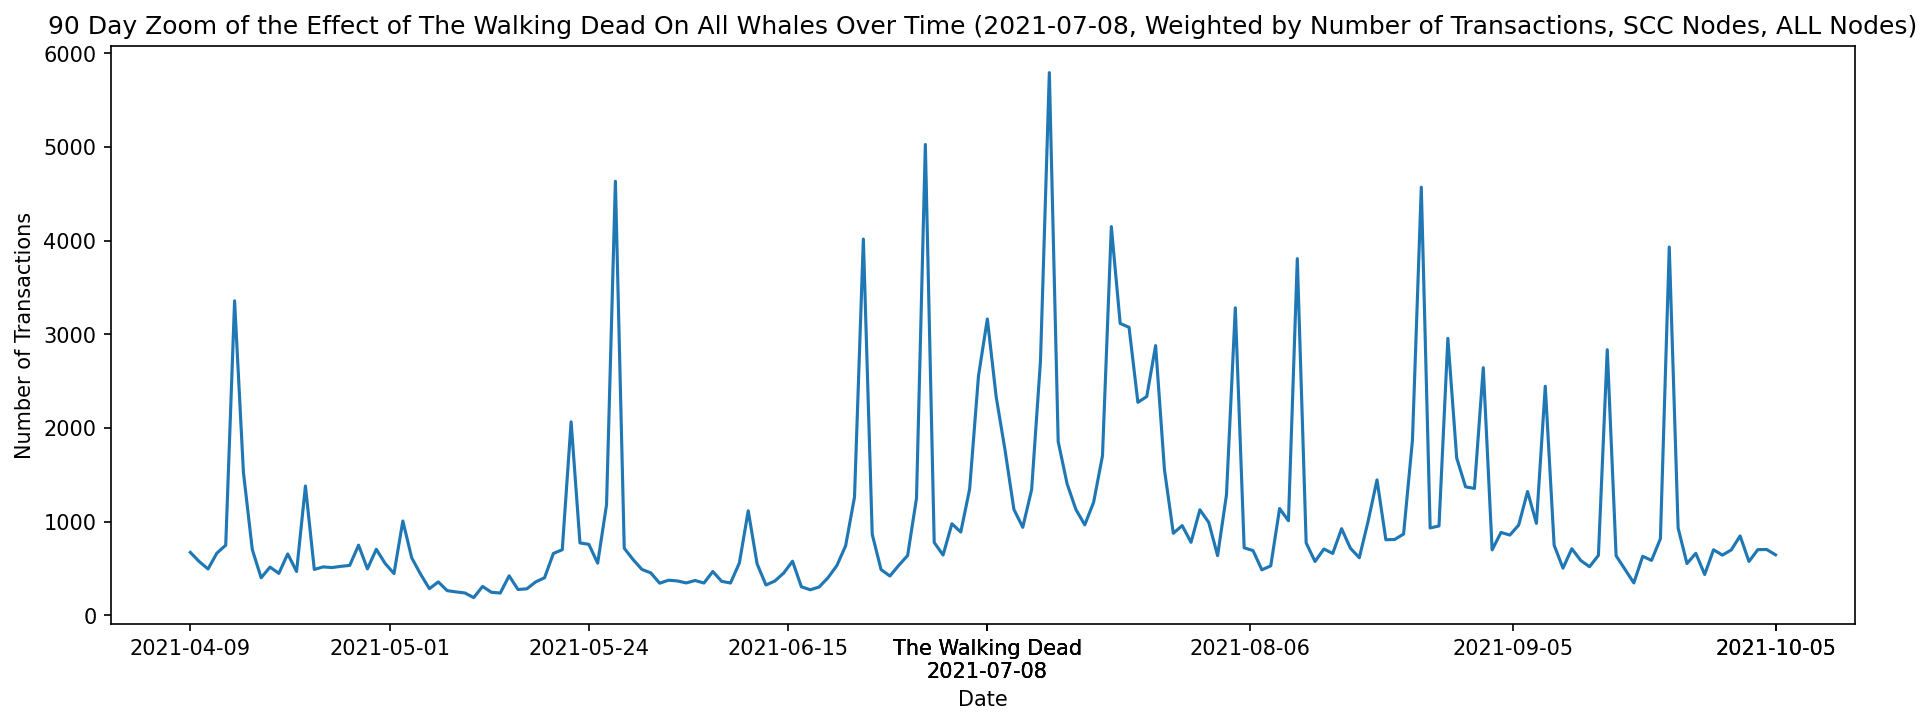 90 Day Zoom of the Effect of The Walking Dead On All Whales Over Time (2021-07-08, Weighted by Number of Transactions, SCC Nodes, ALL Nodes)
6000
5000
4000
3000
2000
1000
0
Number of Transactions
2021-04-09 2021-05-01 2021-05-24 2021-06-15 The Walking Dead 2021-08-06 2021-09-05 2021-10-05
2021-07-08
Date